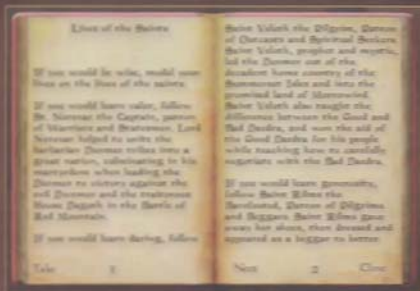 Lives of the Saints
If you would be wise, model your
lives on the lives of the saints.
If you would learn valor, follow
St. Nerevar the Captain, patron
of Warriors and Statesmen. Lord
Nerevar helped to unite the
barbarian Dunmer tribes into a
great nation, culminating in his
martyrdom when leading the
Dunmer to victory against the
evil Dwemer and the traitorous
House Dagoth in the Battle of
Red Mountain.
If you would learn daring, follow
Take
1
Saint Veloth the Pilgrim, Patron
of Outcasts and Spiritual Seekers.
Saint Veloth, prophet and mystic,
led the Dunmer out of the
decadent home country of the
Summerset Isles and into the
promised land of Morrowind.
Saint Veloth also taught the
difference between the Good and
Bad Daedra, and won the aid of
the Good Daedra for his people
while teaching how to carefully
negotiate with the Bad Daedra.
If you would learn generosity,
follow Saint Rilms the
Barefooted, Patron of Pilgrims
and Beggars. Saint Rilms gave
away her shoes, then dressed and
appeared as a beggar to better
Next
2
Close